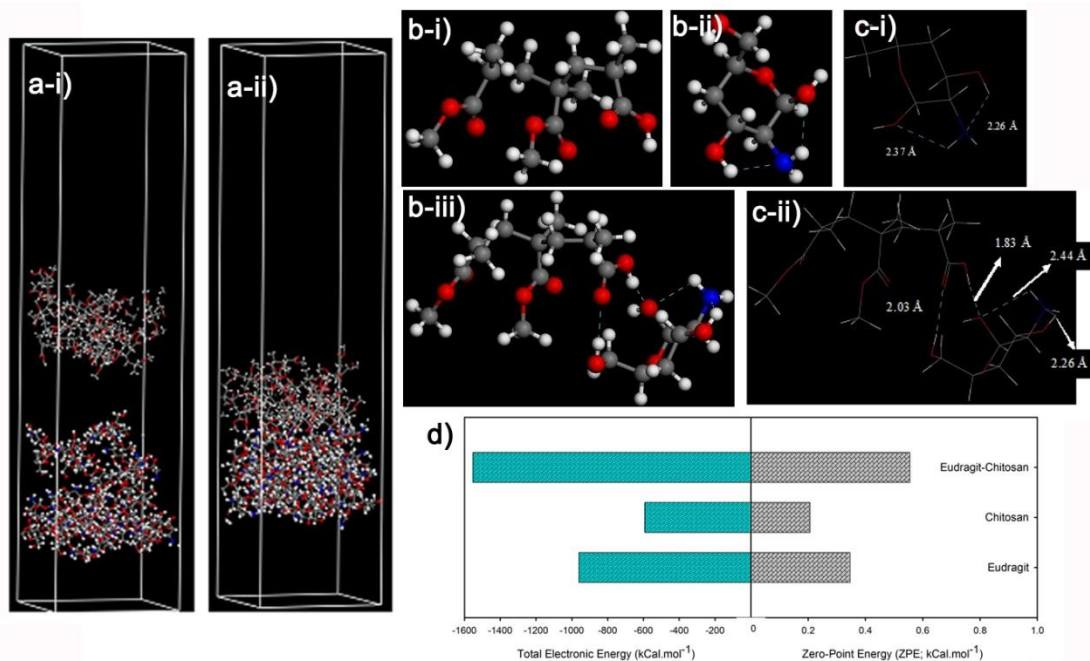 a-i)
a-ii)
b-i)
b-ii)
c-i)
2.26 Å
2.37 Å
b-iii)
c-ii)
1.83 Å
2.44 Å
2.03 Å
2.26 Å
d)
Eudragit-Chitosan
Chitosan
Eudragit
-1600 -1400 -1200 -1000 -800 -600 -400 -200 0 0.2 0.4 0.6 0.8 1.0
Total Electronic Energy (kCal.mol⁻¹) Zero-Point Energy (ZPE; kCal.mol⁻¹)